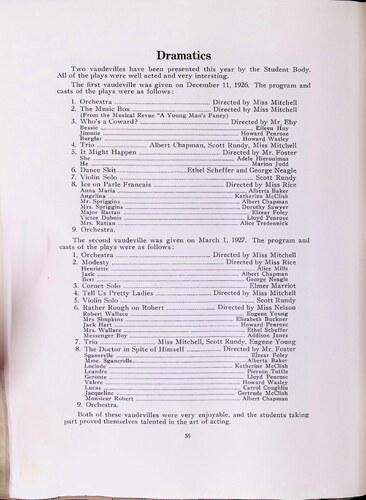 Dramatics
Two vaudevilles have been presented this year by the Student Body.
All of the plays were well acted and very intersting.
The first vaudeville was given on December 11, 1926. The program and
casts of the plays were as follows:
1. Orchestra Directed by Miss Mitchell
2. The Music Box Directed by Miss Mitchell
(From the Musical Revue "A Young Man's Fancy)
3. Who's a Coward? Directed by Mr. Eby
Bessie Eileen Huy
Jimmie Howard Penrose
Burglar Howard Waxley
4. Trio Albert Chapman, Scott Rundy, Miss Mitchell
5. It Might Happen Directed by Mr. Foster
She Adele Hieronimas
He Marion Judd
6. Dance Skit Ethel Scheffer and George Neagle
7. Violin Solo Scott Rundy
8. Ice on Parle Francais Directed by Miss Rice
Anna Maria Alberta Baker
Angelina Katherine McClish
Mr. Spriggins Albert Chapman
Mrs. Spriggins Dorothy Sawyer
Major Rattan Elzear Foley
Victor Dubois Lloyd Penrose
Mrs. Rattan Alice Tredennick
9. Orchestra.
The second vaudeville was given on March 1, 1927. The program and
casts of the plays were as follows:
1. Orchestra Directed by Miss Mitchell
2. Modesty Directed by Miss Rice
Henriette Alice Mills
Jack Albert Chapman
Bert George Neagle
3. Cornet Solo Elmer Marriot
4. Tell Us Pretty Ladies Directed by Miss Mitchell
5. Violin Solo Scott Rundy
6. Rather Rough on Robert Directed by Miss Nelson
Robert Wallace Eugene Young
Mrs Simpkins Elizabeth Buckner
Jack Hart Howard Penrose
Mrs. Wallace Ethel Scheffer
Messenger Boy Addison Janes
7. Trio Miss Mitchell, Scott Rundy, Eugene Young
8. The Doctor in Spite of Himself Directed by Mr. Foster
Sganerelle Elzear Foley
Mme. Sganerelle Alberta Baker
Lucinde Katherine McClish
Leandre Pierson Tuttle
Geronte Lloyd Penrose
Valere Howard Waxley
Lucas Carrol Coughlin
Jacqueline Gertrude McClish
Monsieur Robert Albert Chapman
9. Orchestra.
Both of these vaudevilles were very enjoyable, and the students taking
part proved themselves talented in the art of acting.